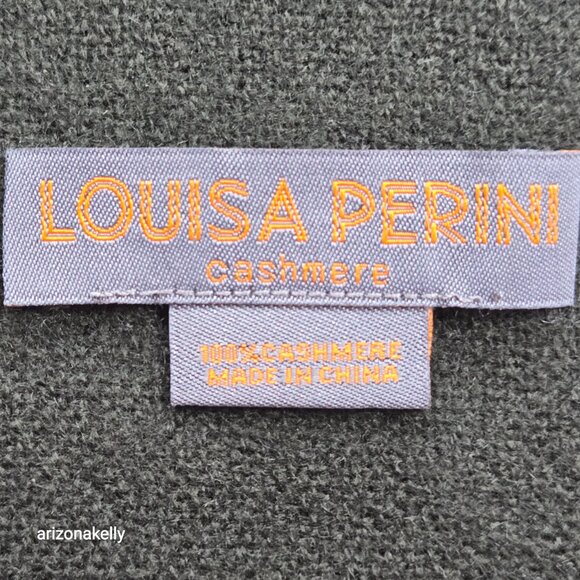 LOUISA PERINI
cashmere
100% CASHMERE
MADE IN CHINA
arizonakelly